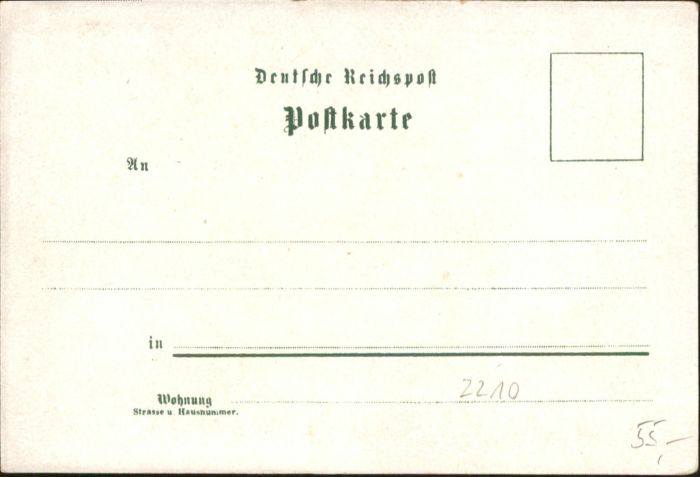 Deutsche Reichspost
Postkarte
An
in
Wohnung
Strasse u. Hausnummer.
2210
55,-